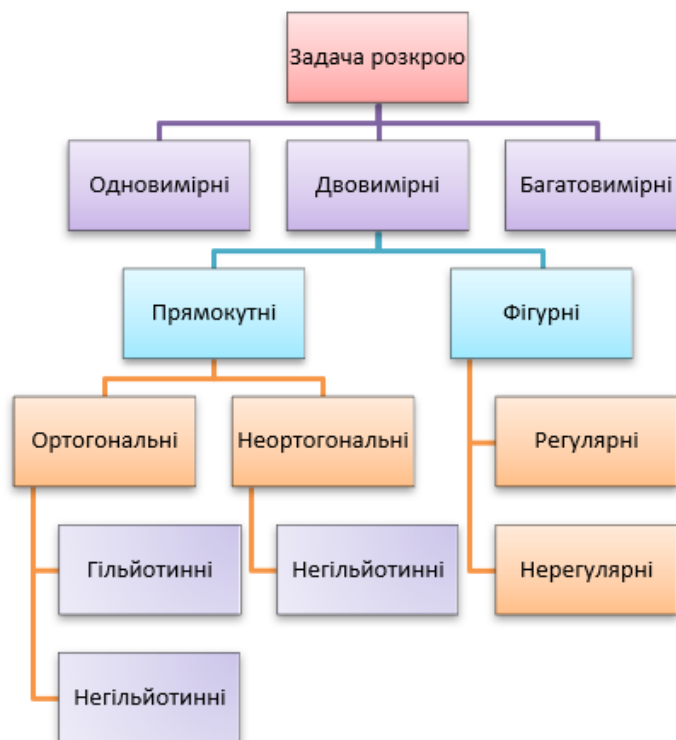 Задача розкрою
Одновимірні
Двовимірні
Багатовимірні
Прямокутні
Фігурні
Ортогональні
Неортогональні
Регулярні
Гільйотинні
Негільйотинні
Нерегулярні
Негільйотинні